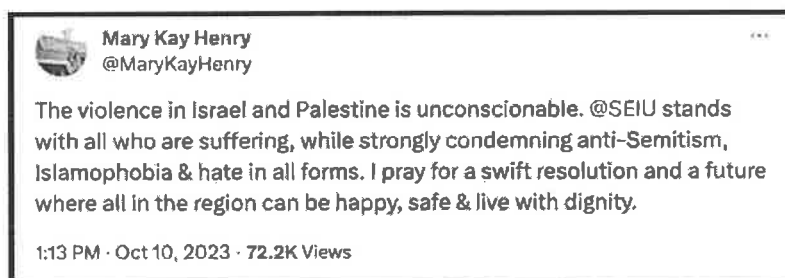 Mary Kay Henry
@MaryKayHenry
The violence in Israel and Palestine is unconscionable. @SEIU stands
with all who are suffering, while strongly condemning anti-Semitism,
Islamophobia & hate in all forms. I pray for a swift resolution and a future
where all in the region can be happy, safe & live with dignity.
1:13 PM · Oct 10, 2023 · 72.2K Views